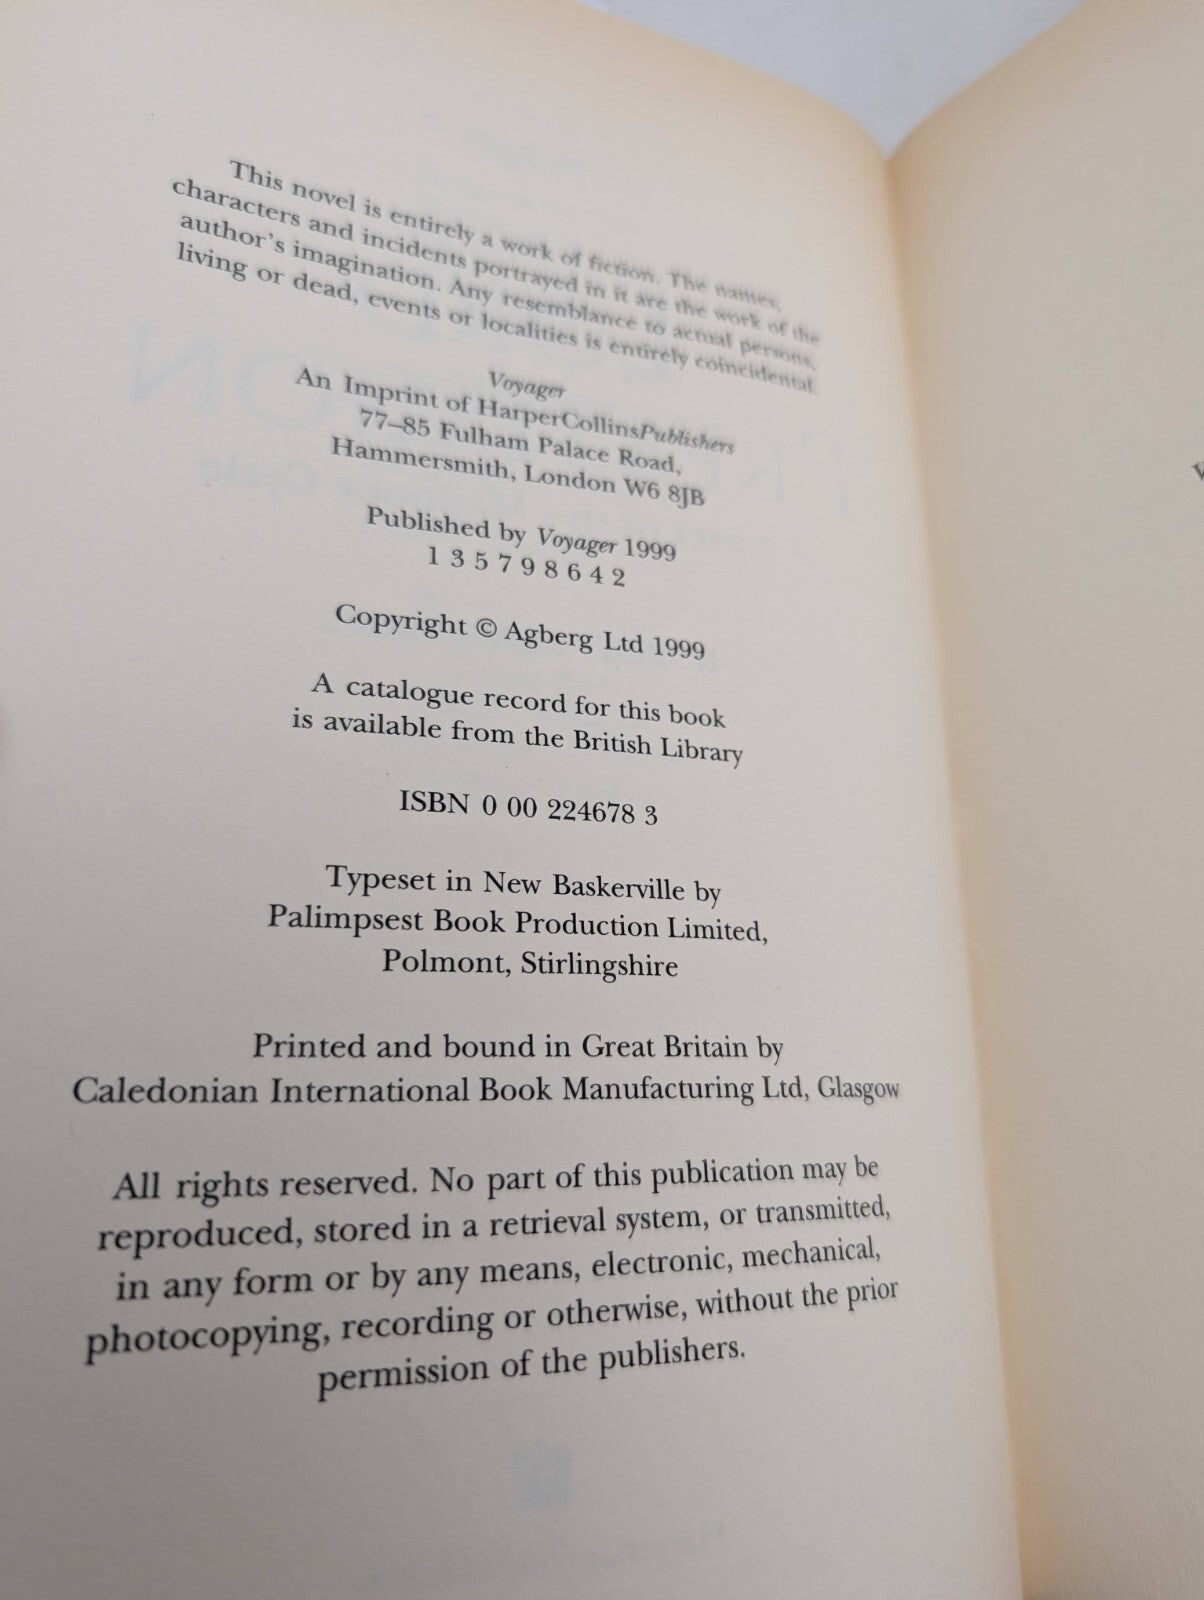 This novel is entirely a work of fiction. The names,
characters and incidents portrayed in it are the work of the
author's imagination. Any resemblance to actual persons,
living or dead, events or localities is entirely coincidental.
Voyager
An Imprint of HarperCollinsPublishers
77–85 Fulham Palace Road,
Hammersmith, London W6 8JB
Published by Voyager 1999
1 3 5 7 9 8 6 4 2
Copyright © Agberg Ltd 1999
A catalogue record for this book
is available from the British Library
ISBN 0 00 224678 3
Typeset in New Baskerville by
Palimpsest Book Production Limited,
Polmont, Stirlingshire
Printed and bound in Great Britain by
Caledonian International Book Manufacturing Ltd, Glasgow
All rights reserved. No part of this publication may be
reproduced, stored in a retrieval system, or transmitted,
in any form or by any means, electronic, mechanical,
photocopying, recording or otherwise, without the prior
permission of the publishers.